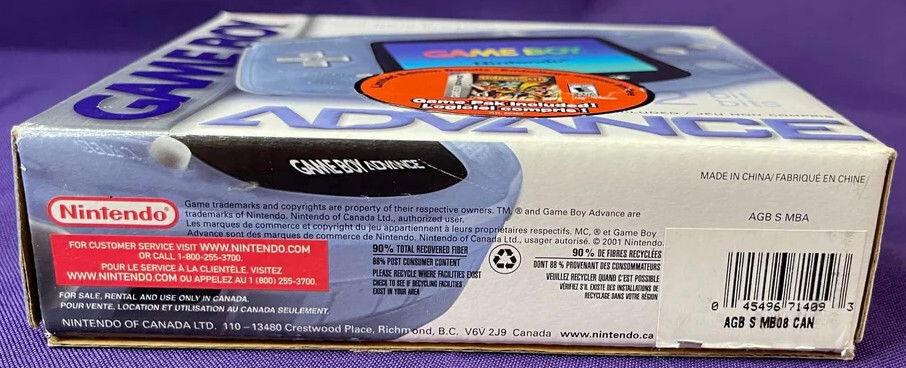 GAME BOY
GAME BOY
Nintendo
Game Pak Included!
Logiciel compris!
bit
bits
ADVANCE
GAME BOY ADVANCE
MADE IN CHINA/ FABRIQUÉ EN CHINE
AGB S MBA
Nintendo®
Game trademarks and copyrights are property of their respective owners. TM, ® and Game Boy Advance are
trademarks of Nintendo. Nintendo of Canada Ltd., authorized user.
Les marques de commerce et copyright du jeu appartiennent à leurs propriétaires respectifs. MC, ® et Game Boy
Advance sont des marques de commerce de Nintendo. Nintendo of Canada Ltd., usager autorisé. © 2001 Nintendo.
FOR CUSTOMER SERVICE VISIT WWW.NINTENDO.COM
OR CALL 1-800-255-3700.
POUR LE SERVICE À LA CLIENTÈLE, VISITEZ
WWW.NINTENDO.COM OU APPELEZ AU 1 (800) 255-3700.
90% TOTAL RECOVERED FIBER
88% POST CONSUMER CONTENT
PLEASE RECYCLE WHERE FACILITIES EXIST
CHECK TO SEE IF RECYCLING FACILITIES
EXIST IN YOUR AREA
90 % DE FIBRES RECYCLÉES
DONT 88 % PROVENANT DES CONSOMMATEURS
VEUILLEZ RECYCLER QUAND C'EST POSSIBLE
VÉRIFIEZ S'IL EXISTE DES INSTALLATIONS DE
RECYCLAGE DANS VOTRE RÉGION
FOR SALE, RENTAL AND USE ONLY IN CANADA.
POUR VENTE, LOCATION ET UTILISATION AU CANADA SEULEMENT.
NINTENDO OF CANADA LTD. 110 – 13480 Crestwood Place, Richmond, B.C. V6V 2J9 Canada www.nintendo.ca
0 45496 71409 3
AGB S MB08 CAN